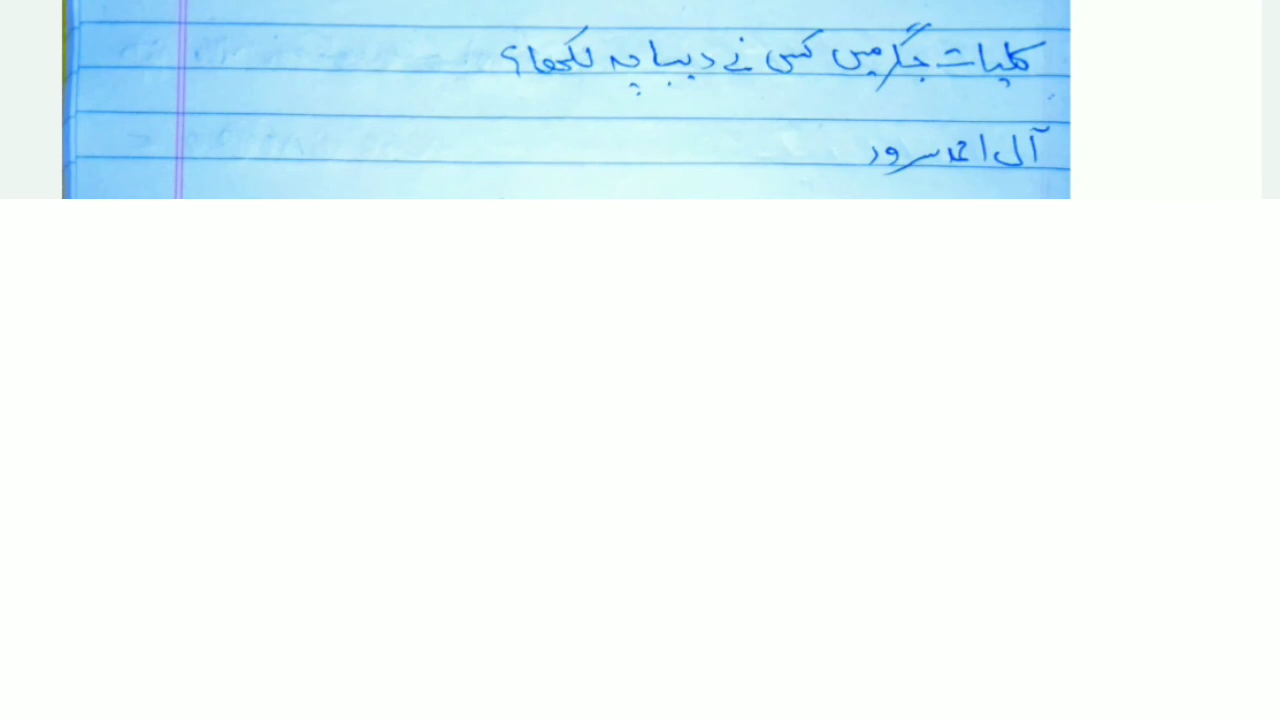 کلیات جگر میں کس نے دیباچہ لکھا؟
آل احمد سرور